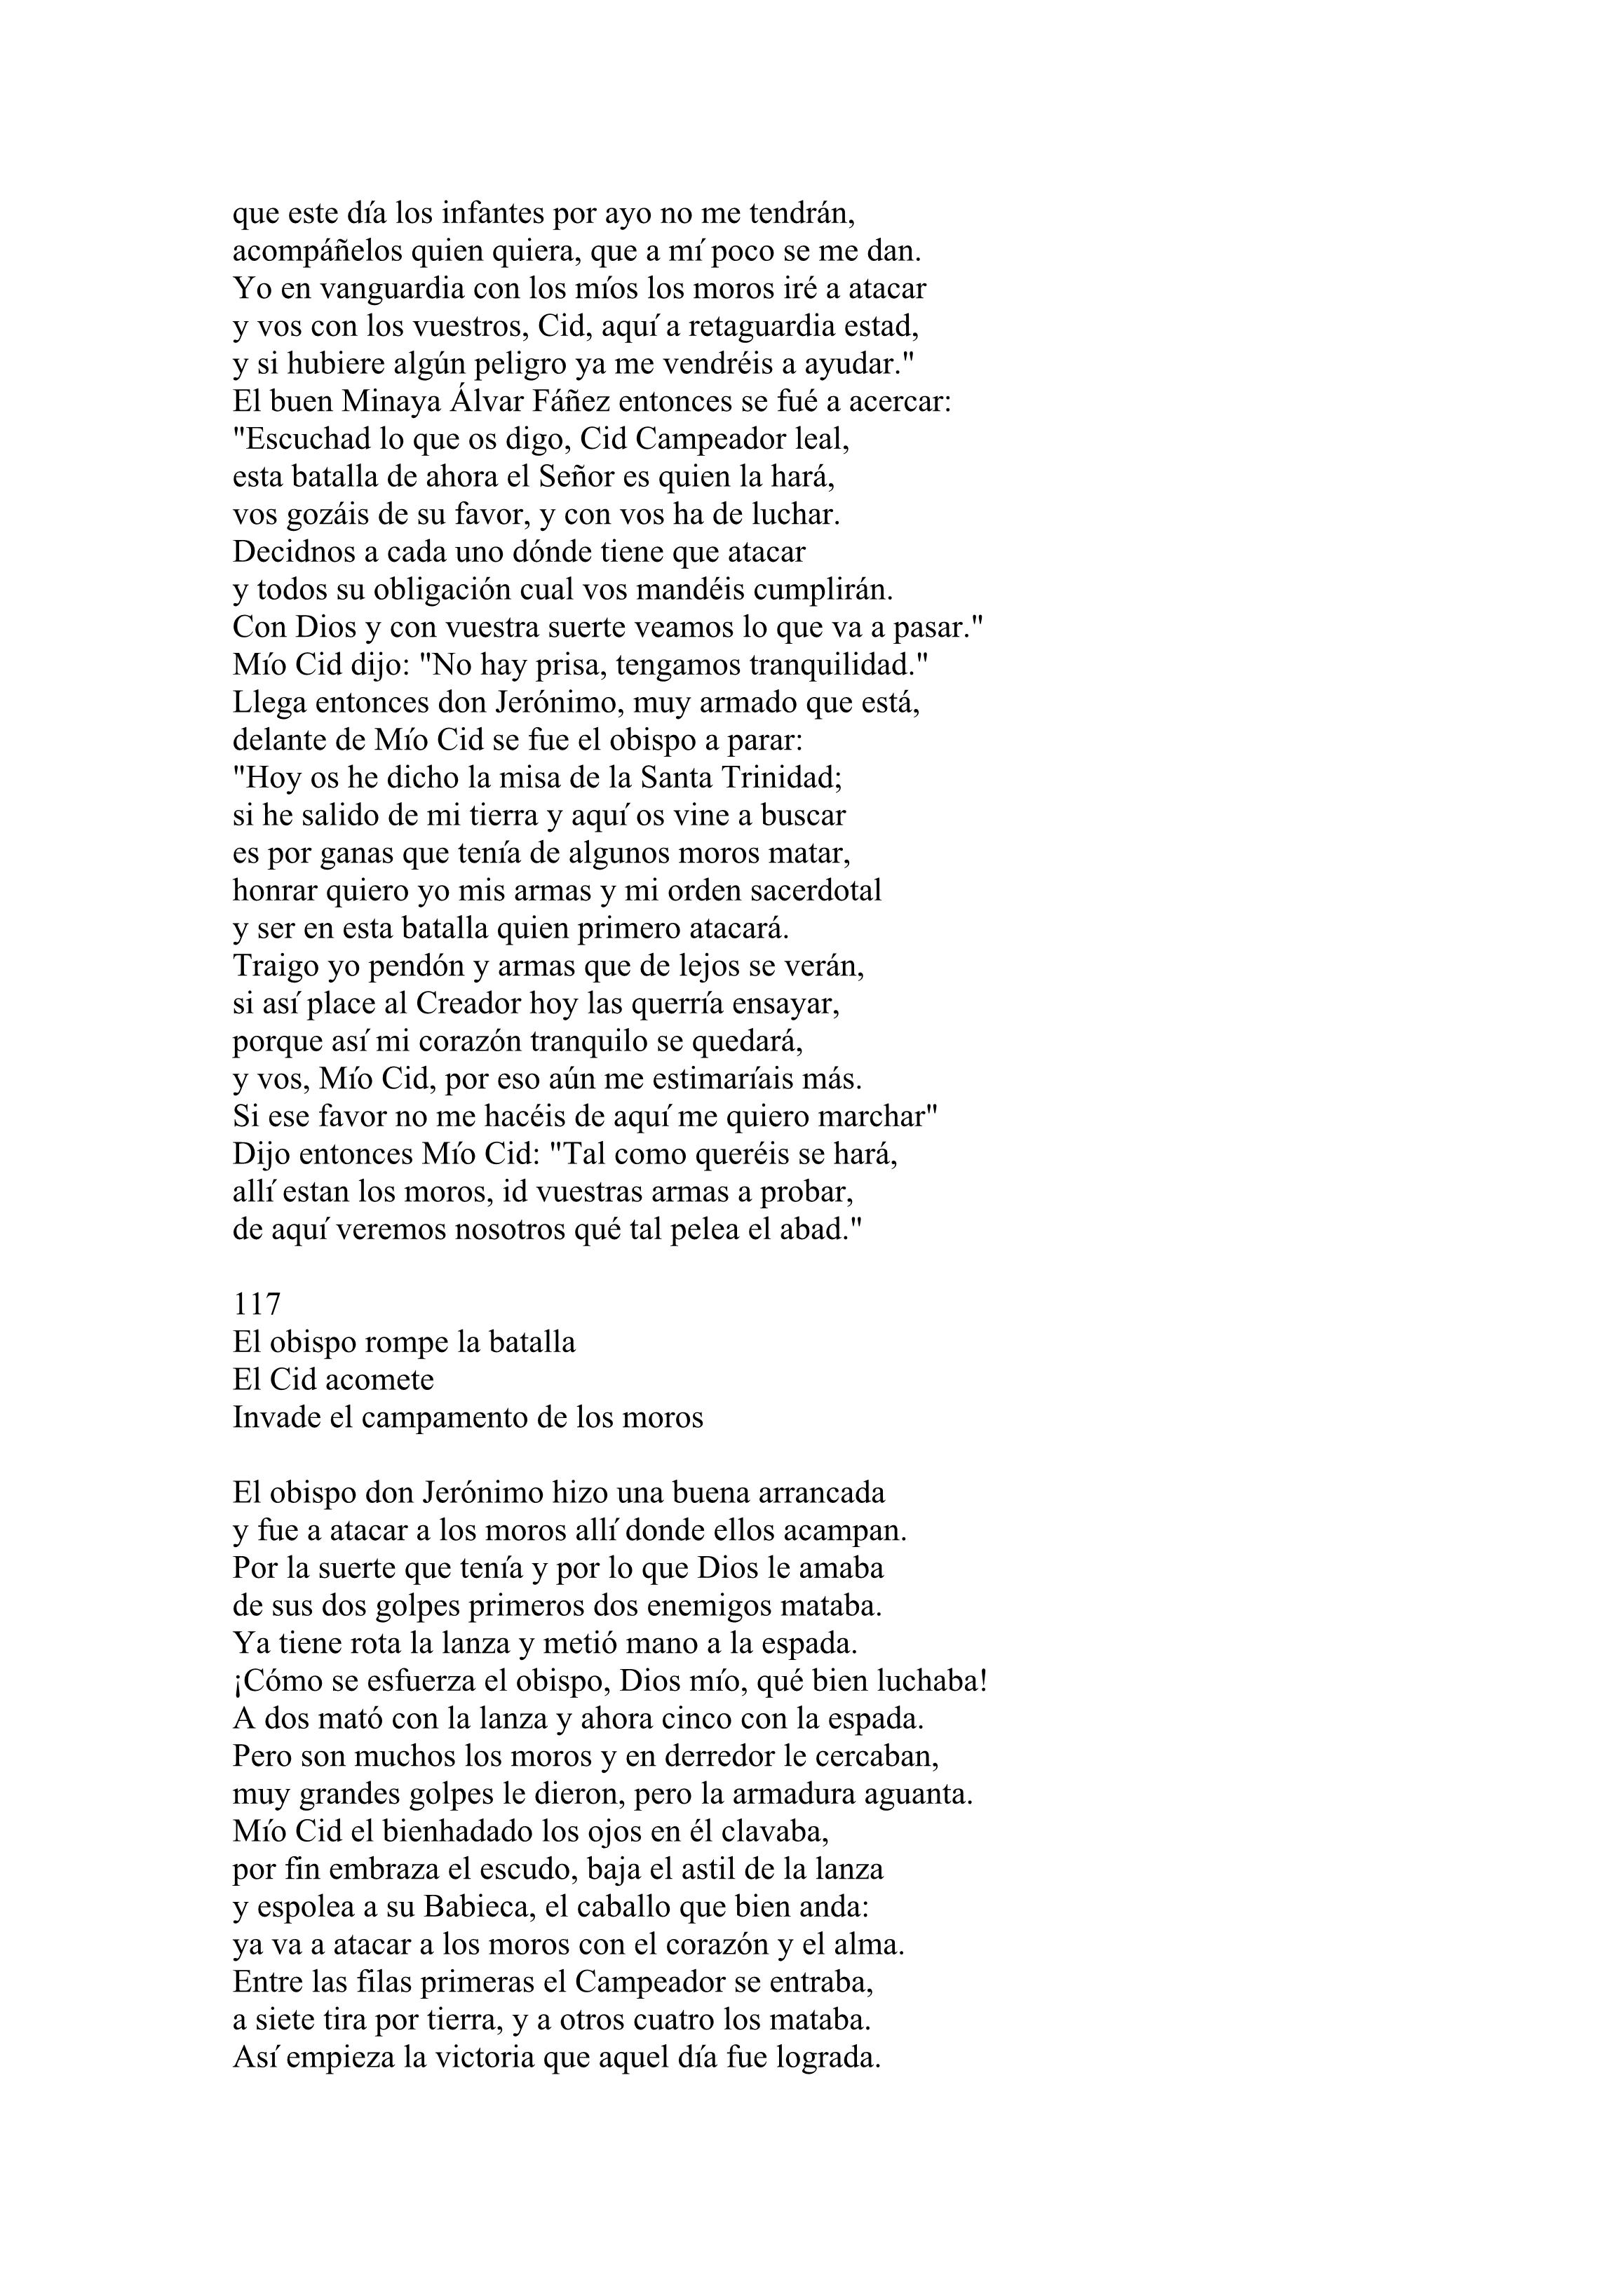 que este día los infantes por ayo no me tendrán,
acompáñelos quien quiera, que a mí poco se me dan.
Yo en vanguardia con los míos los moros iré a atacar
y vos con los vuestros, Cid, aquí a retaguardia estad,
y si hubiere algún peligro ya me vendréis a ayudar."
El buen Minaya Álvar Fáñez entonces se fué a acercar:
"Escuchad lo que os digo, Cid Campeador leal,
esta batalla de ahora el Señor es quien la hará,
vos gozáis de su favor, y con vos ha de luchar.
Decidnos a cada uno dónde tiene que atacar
y todos su obligación cual vos mandéis cumplirán.
Con Dios y con vuestra suerte veamos lo que va a pasar."
Mío Cid dijo: "No hay prisa, tengamos tranquilidad."
Llega entonces don Jerónimo, muy armado que está,
delante de Mío Cid se fue el obispo a parar:
"Hoy os he dicho la misa de la Santa Trinidad;
si he salido de mi tierra y aquí os vine a buscar
es por ganas que tenía de algunos moros matar,
honrar quiero yo mis armas y mi orden sacerdotal
y ser en esta batalla quien primero atacará.
Traigo yo pendón y armas que de lejos se verán,
si así place al Creador hoy las querría ensayar,
porque así mi corazón tranquilo se quedará,
y vos, Mío Cid, por eso aún me estimaríais más.
Si ese favor no me hacéis de aquí me quiero marchar"
Dijo entonces Mío Cid: "Tal como queréis se hará,
allí estan los moros, id vuestras armas a probar,
de aquí veremos nosotros qué tal pelea el abad."
117
El obispo rompe la batalla
El Cid acomete
Invade el campamento de los moros
El obispo don Jerónimo hizo una buena arrancada
y fue a atacar a los moros allí donde ellos acampan.
Por la suerte que tenía y por lo que Dios le amaba
de sus dos golpes primeros dos enemigos mataba.
Ya tiene rota la lanza y metió mano a la espada.
¡Cómo se esfuerza el obispo, Dios mío, qué bien luchaba!
A dos mató con la lanza y ahora cinco con la espada.
Pero son muchos los moros y en derredor le cercaban,
muy grandes golpes le dieron, pero la armadura aguanta.
Mío Cid el bienhadado los ojos en él clavaba,
por fin embraza el escudo, baja el astil de la lanza
y espolea a su Babieca, el caballo que bien anda:
ya va a atacar a los moros con el corazón y el alma.
Entre las filas primeras el Campeador se entraba,
a siete tira por tierra, y a otros cuatro los mataba.
Así empieza la victoria que aquel día fue lograda.